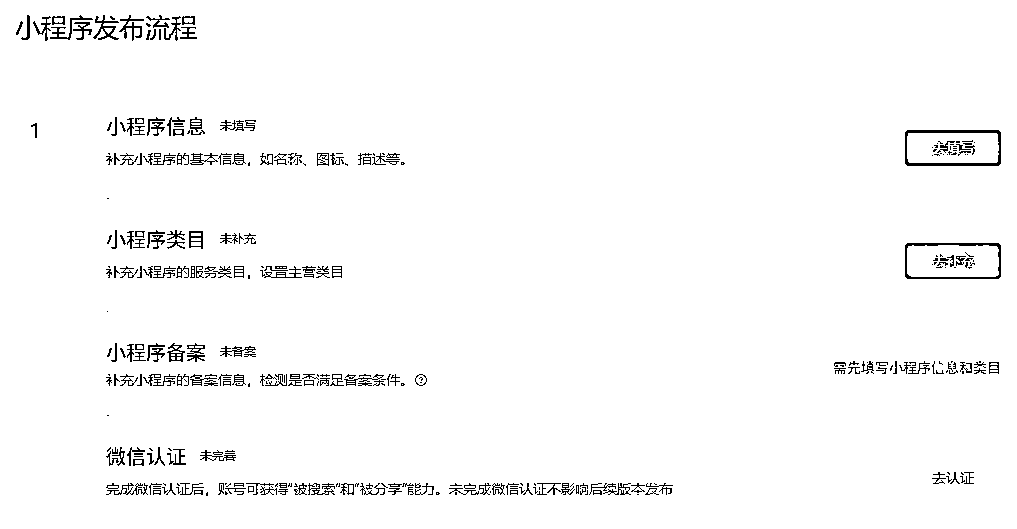 小程序发布流程
1
小程序信息 未填写
补充小程序的基本信息，如名称、图标、描述等。
去填写
小程序类目 未补充
补充小程序的服务类目，设置主营类目
去补充
小程序备案 未备案
补充小程序的备案信息，检测是否满足备案条件。?
需先填写小程序信息和类目
微信认证 未完善
完成微信认证后，账号可获得“被搜索”和“被分享”能力。未完成微信认证不影响后续版本发布
去认证